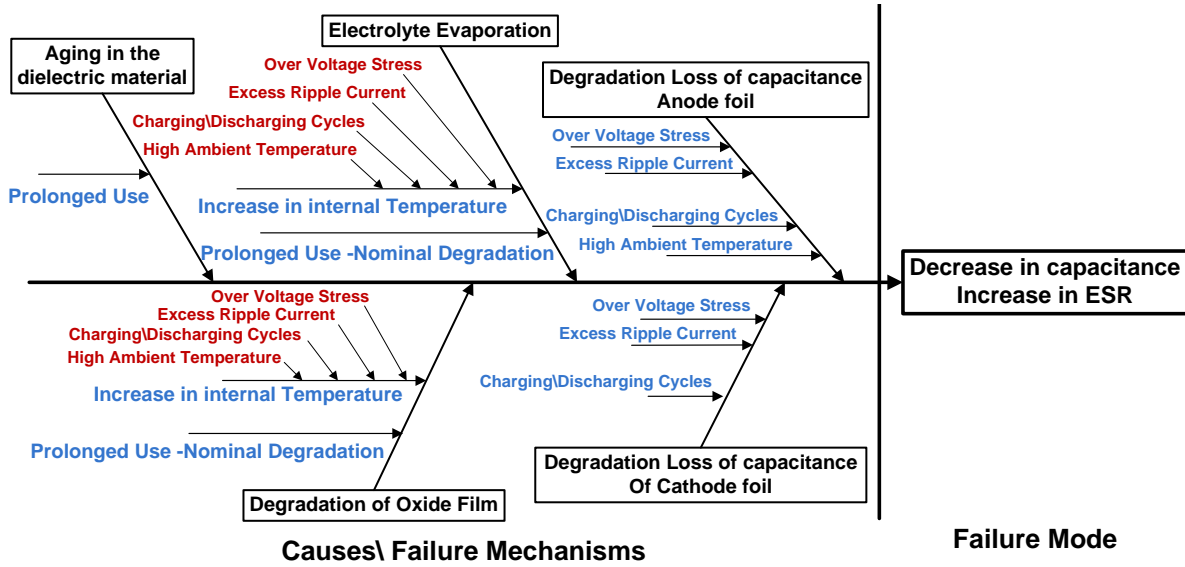 Electrolyte Evaporation
Aging in the
dielectric material
Over Voltage Stress
Excess Ripple Current
Charging\Discharging Cycles
High Ambient Temperature
Prolonged Use
Increase in internal Temperature
Prolonged Use -Nominal Degradation
Degradation Loss of capacitance
Anode foil
Over Voltage Stress
Excess Ripple Current
Charging\Discharging Cycles
High Ambient Temperature
Decrease in capacitance
Increase in ESR
Over Voltage Stress
Excess Ripple Current
Charging\Discharging Cycles
High Ambient Temperature
Increase in internal Temperature
Prolonged Use -Nominal Degradation
Degradation of Oxide Film
Over Voltage Stress
Excess Ripple Current
Charging\Discharging Cycles
Degradation Loss of capacitance
Of Cathode foil
Causes\ Failure Mechanisms
Failure Mode